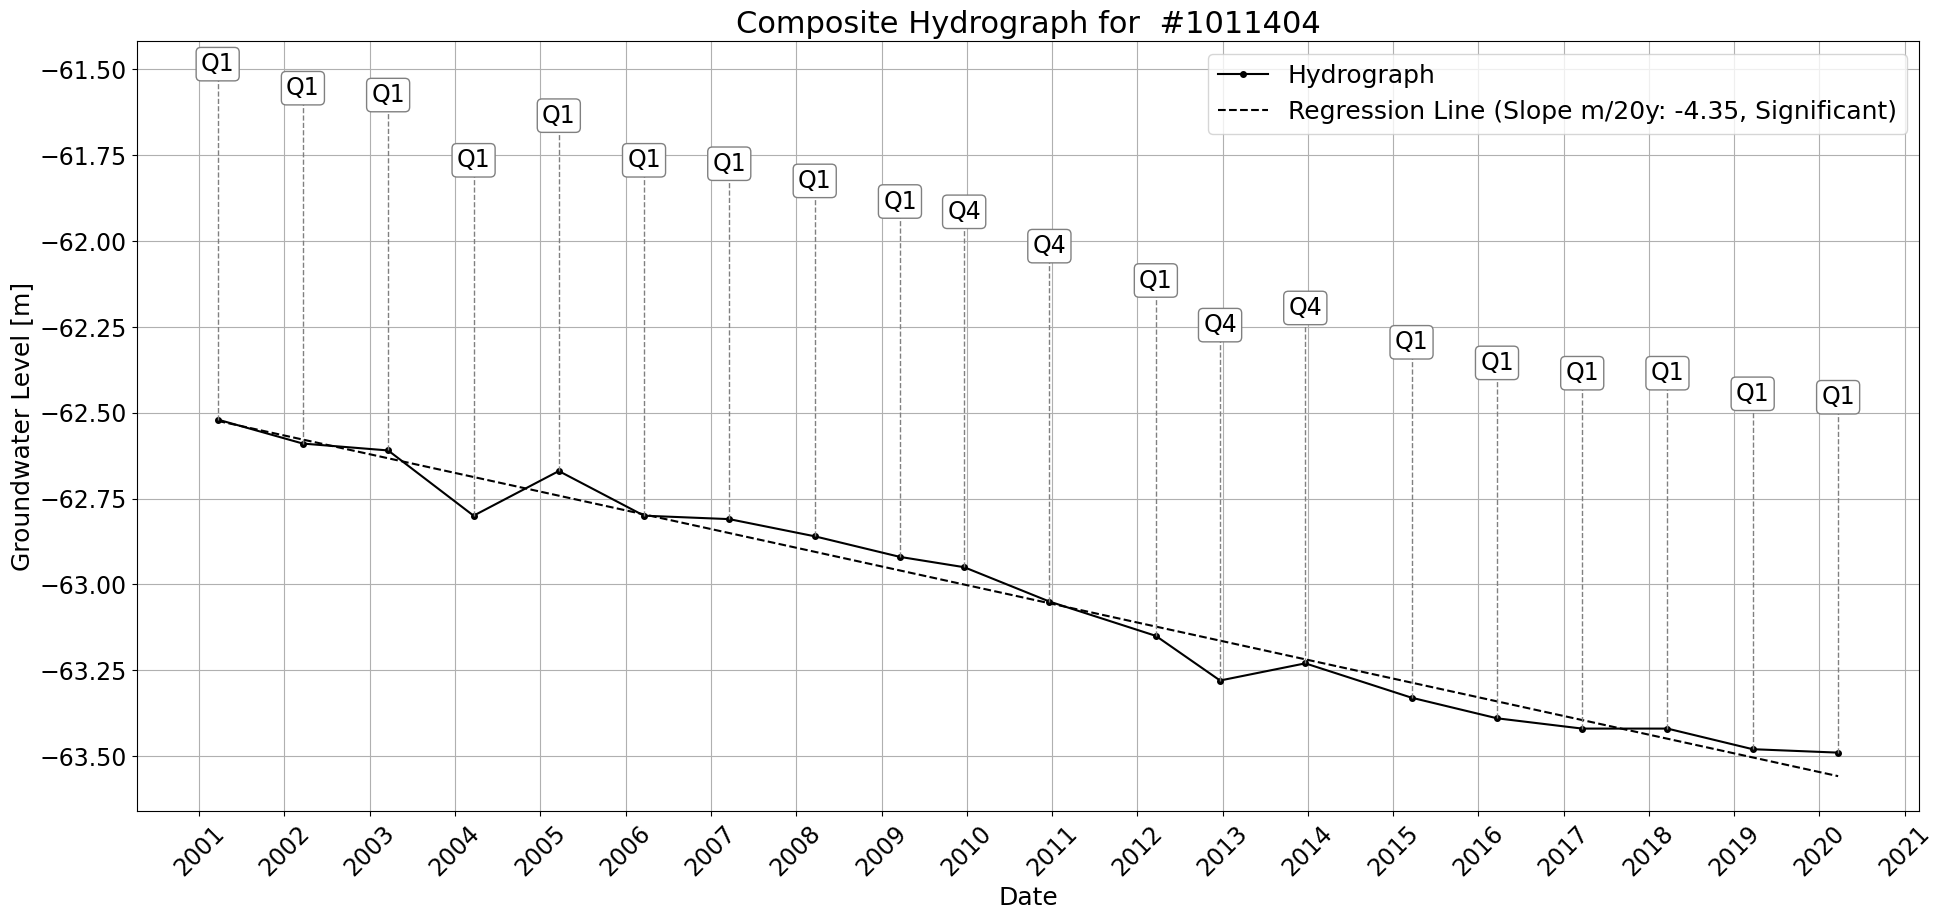 Composite Hydrograph for  #1011404
Hydrograph
Regression Line (Slope m/20y: -4.35, Significant)
Q1
Q1
Q1
Q1
Q1
Q1
Q1
Q1
Q1
Q4
Q4
Q1
Q4
Q4
Q1
Q1
Q1
Q1
Q1
Q1
Groundwater Level [m]
−61.50
−61.75
−62.00
−62.25
−62.50
−62.75
−63.00
−63.25
−63.50
2001
2002
2003
2004
2005
2006
2007
2008
2009
2010
2011
2012
2013
2014
2015
2016
2017
2018
2019
2020
2021
Date